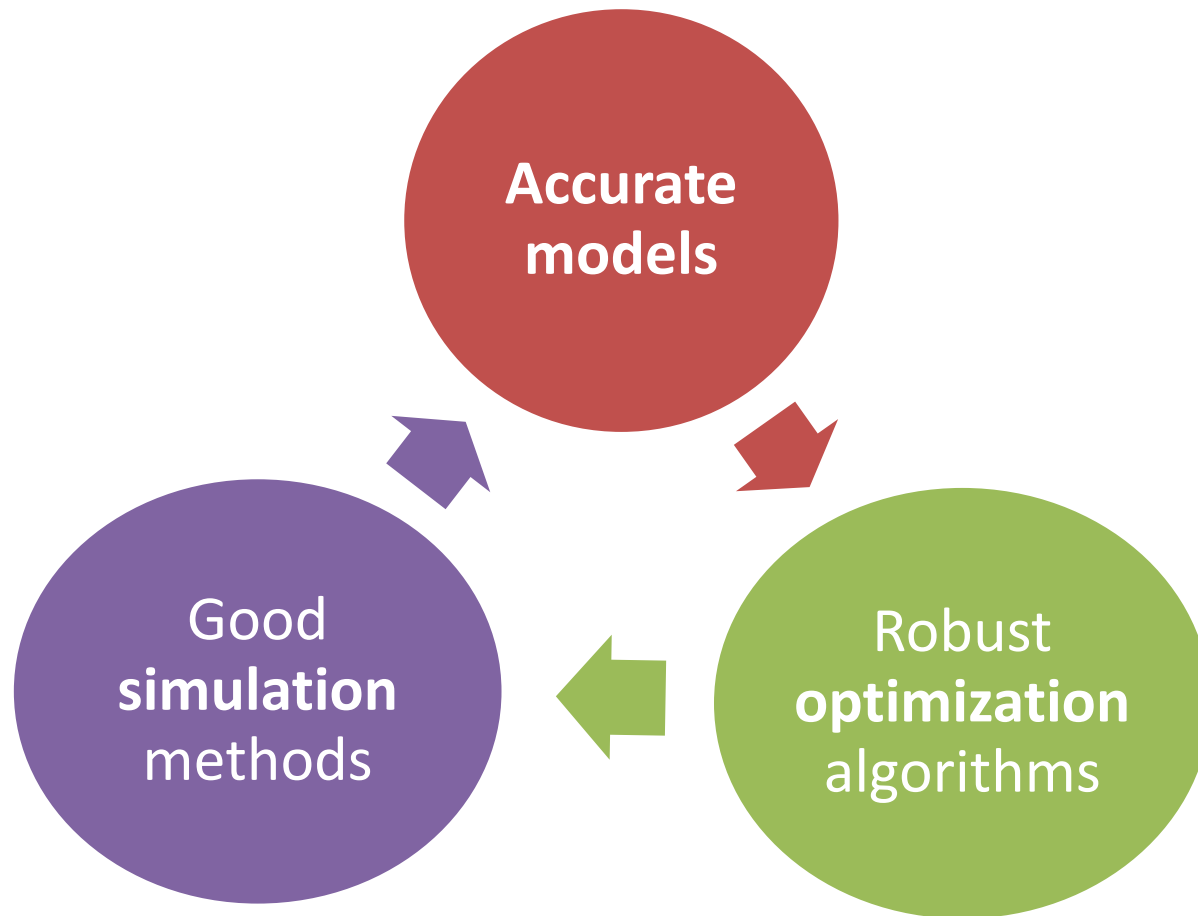 Accurate
models
Good
simulation
methods
Robust
optimization
algorithms